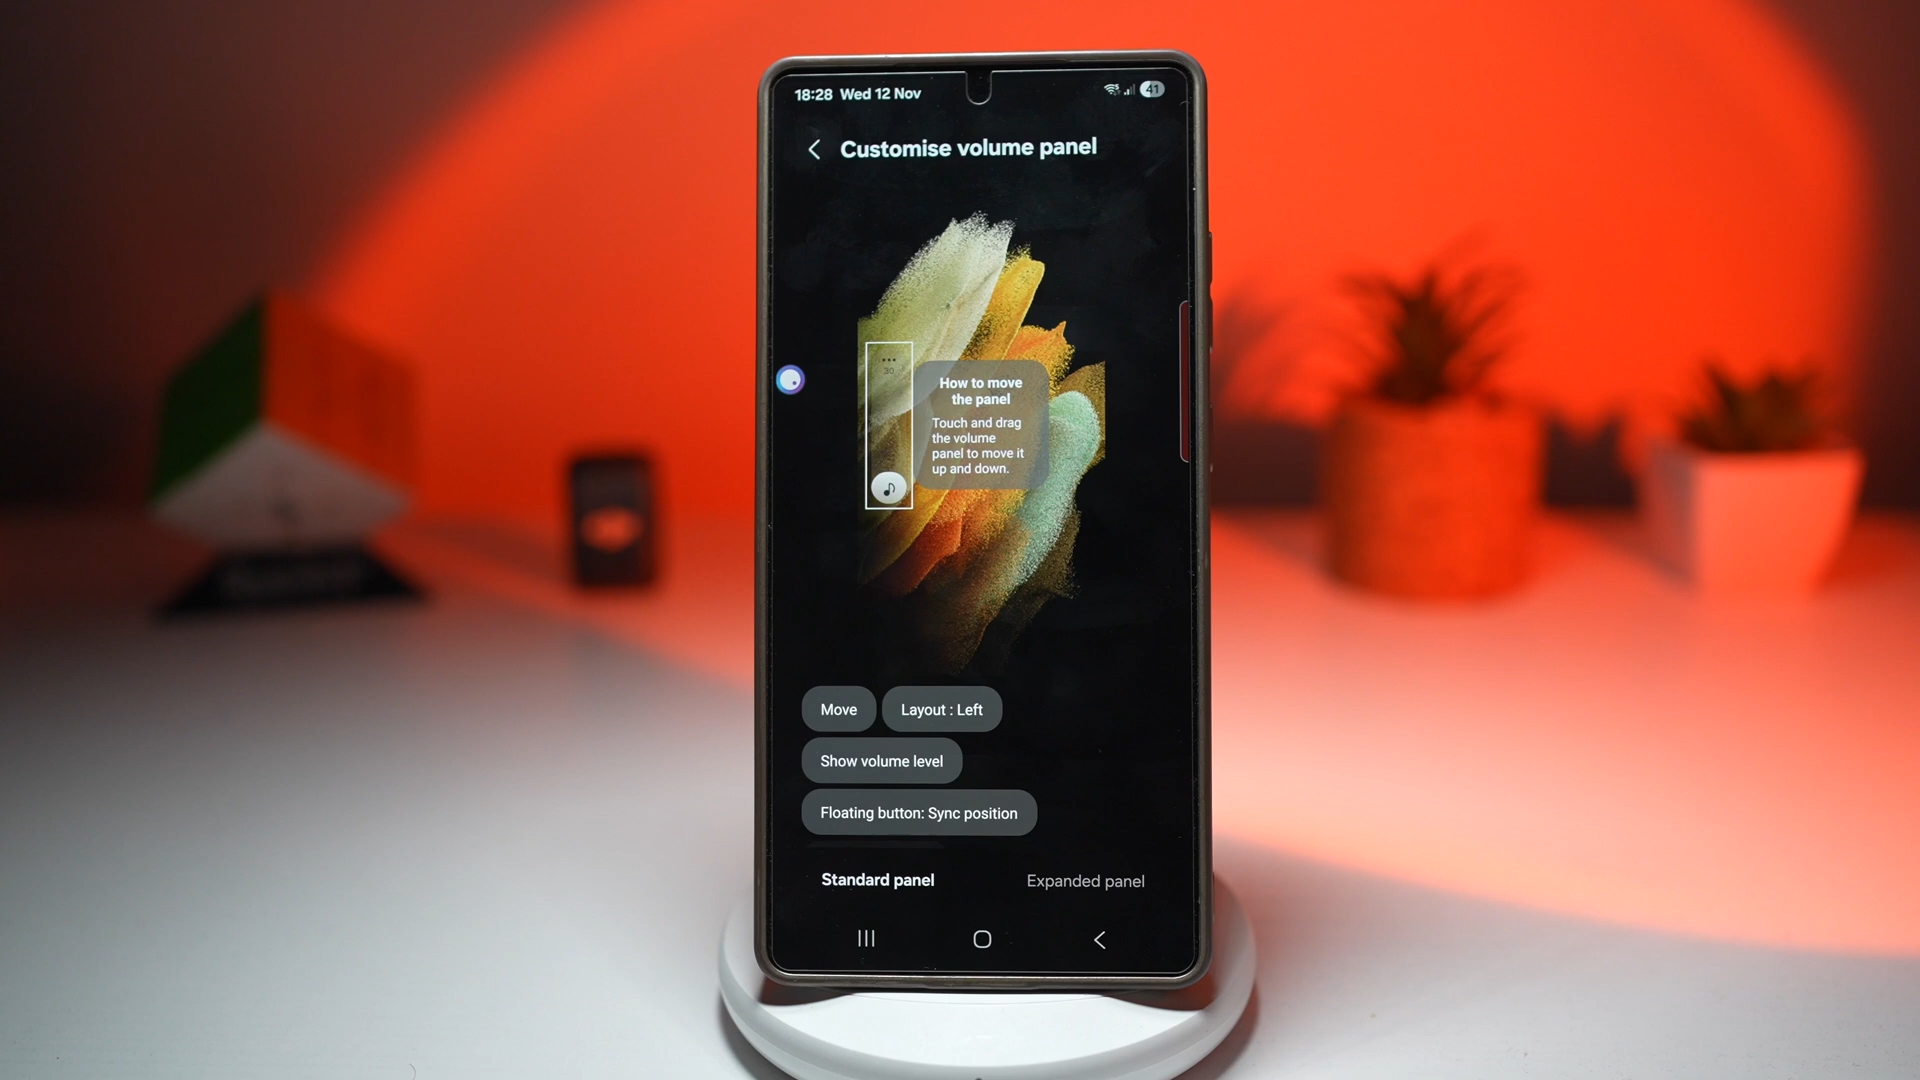 18:28 Wed 12 Nov
41
Customise volume panel
30
How to move
the panel
Touch and drag
the volume
panel to move it
up and down.
Move
Layout : Left
Show volume level
Floating button: Sync position
Standard panel
Expanded panel